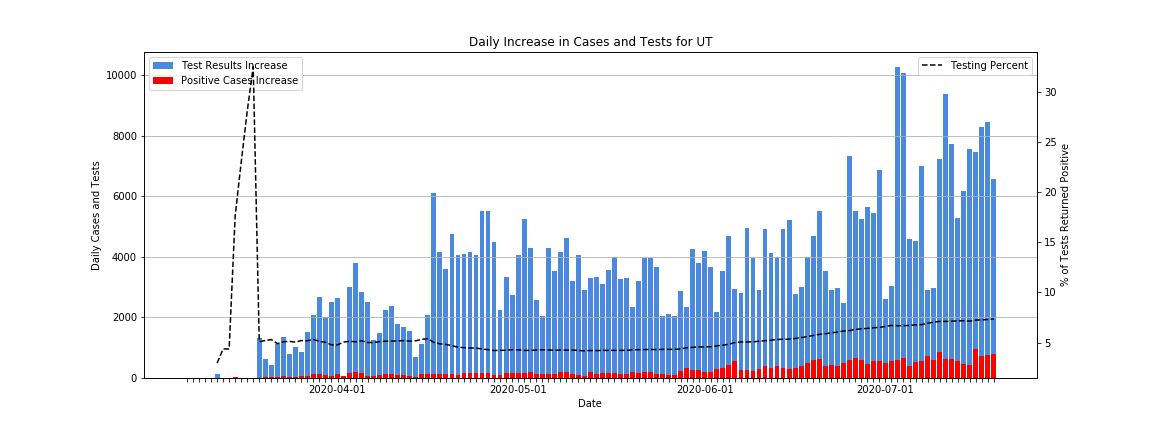 Daily Increase in Cases and Tests for UT
Test Results Increase
Positive Cases Increase
Testing Percent
10000
8000
6000
4000
2000
0
Daily Cases and Tests
30
25
20
15
10
5
% of Tests Returned Positive
2020-04-01
2020-05-01
2020-06-01
2020-07-01
Date